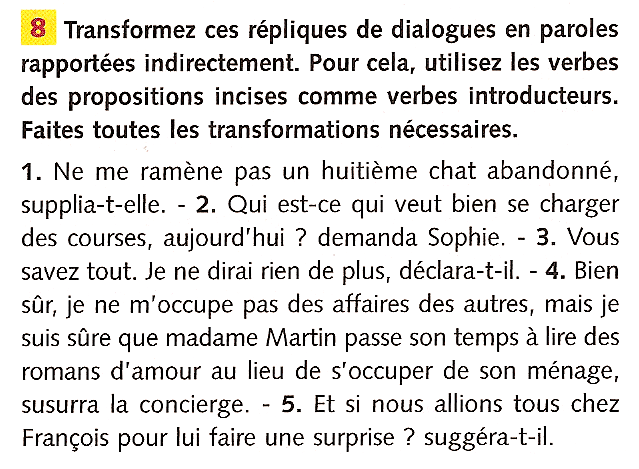 8 Transformez ces répliques de dialogues en paroles
rapportées indirectement. Pour cela, utilisez les verbes
des propositions incises comme verbes introducteurs.
Faites toutes les transformations nécessaires.
1. Ne me ramène pas un huitième chat abandonné,
supplia-t-elle. - 2. Qui est-ce qui veut bien se charger
des courses, aujourd'hui ? demanda Sophie. - 3. Vous
savez tout. Je ne dirai rien de plus, déclara-t-il. - 4. Bien
sûr, je ne m'occupe pas des affaires des autres, mais je
suis sûre que madame Martin passe son temps à lire des
romans d'amour au lieu de s'occuper de son ménage,
susurra la concierge. - 5. Et si nous allions tous chez
François pour lui faire une surprise ? suggéra-t-il.